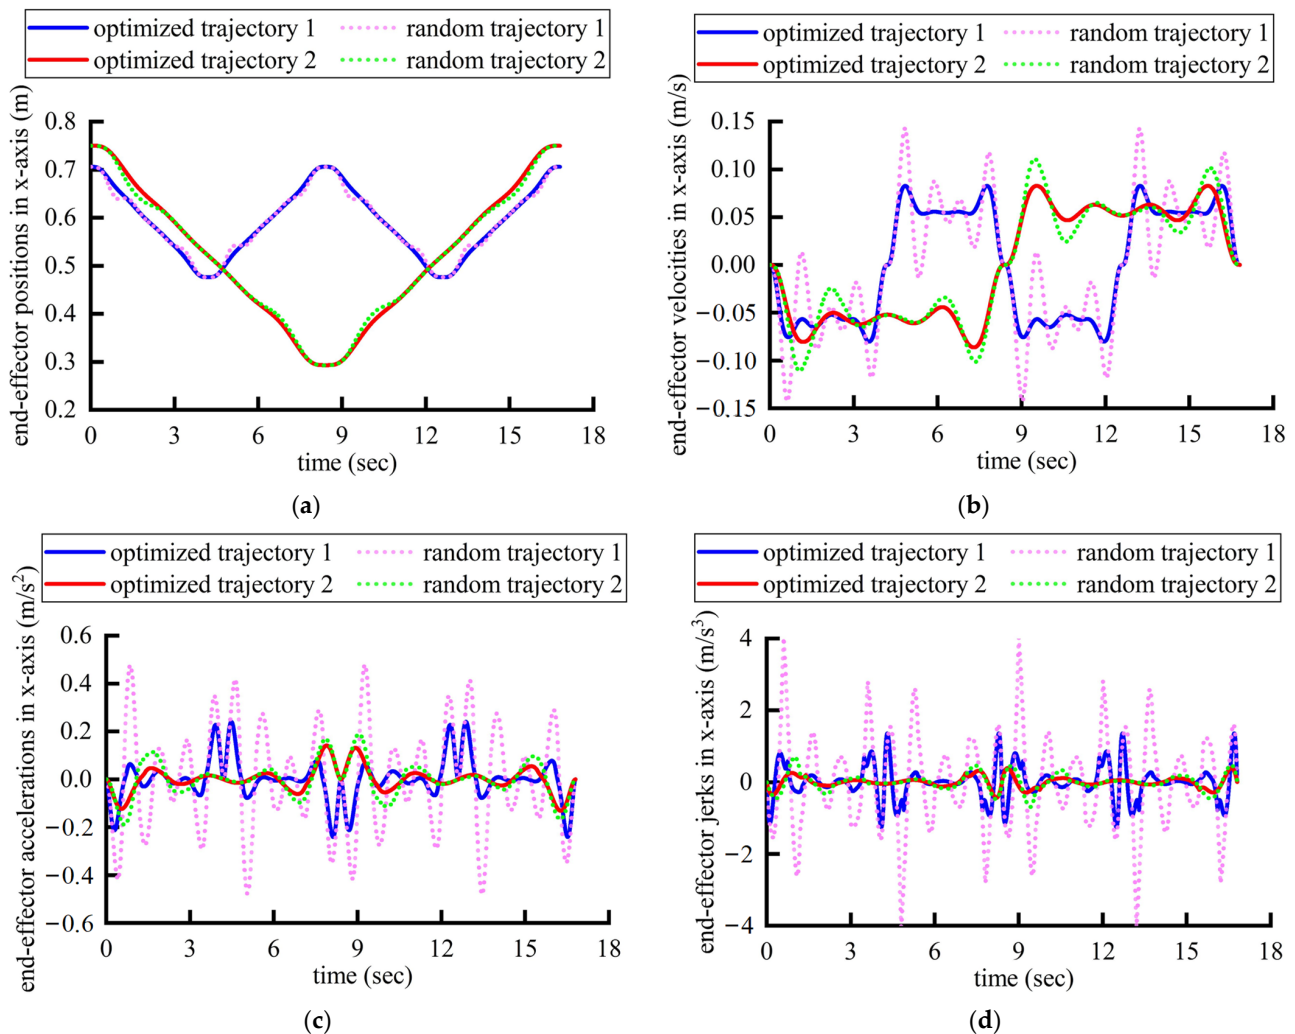 optimized trajectory 1
random trajectory 1
optimized trajectory 2
random trajectory 2
end-effector positions in x-axis (m)
0.8
0.7
0.6
0.5
0.4
0.3
0.2
0
3
6
9
12
15
18
time (sec)
(a)
optimized trajectory 1
random trajectory 1
optimized trajectory 2
random trajectory 2
end-effector velocities in x-axis (m/s)
0.15
0.10
0.05
0.00
−0.05
−0.10
−0.15
0
3
6
9
12
15
18
time (sec)
(b)
optimized trajectory 1
random trajectory 1
optimized trajectory 2
random trajectory 2
end-effector accelerations in x-axis (m/s²)
0.6
0.4
0.2
0.0
−0.2
−0.4
−0.6
0
3
6
9
12
15
18
time (sec)
(c)
optimized trajectory 1
random trajectory 1
optimized trajectory 2
random trajectory 2
end-effector jerks in x-axis (m/s³)
4
2
0
−2
−4
0
3
6
9
12
15
18
time (sec)
(d)